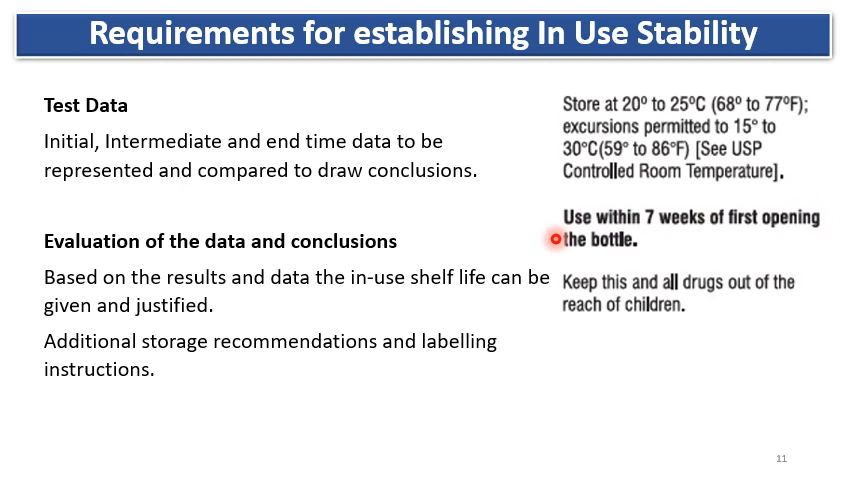 Requirements for establishing In Use Stability
Test Data
Initial, Intermediate and end time data to be
represented and compared to draw conclusions.
Evaluation of the data and conclusions
Based on the results and data the in-use shelf life can be
given and justified.
Additional storage recommendations and labelling
instructions.
Store at 20º to 25ºC (68º to 77ºF);
excursions permitted to 15° to
30°C(59° to 86°F) [See USP
Controlled Room Temperature].
Use within 7 weeks of first opening
the bottle.
Keep this and all drugs out of the
reach of children.
11